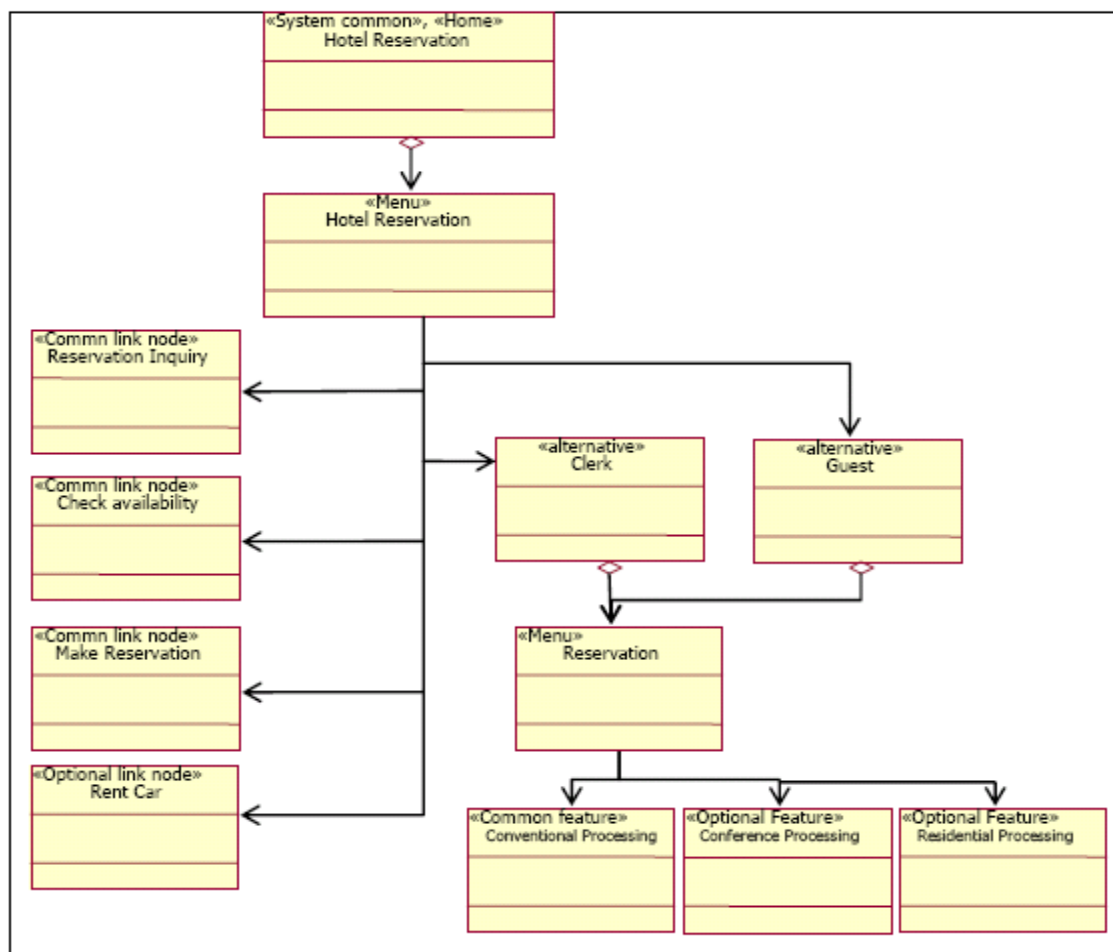 «System common», «Home»
Hotel Reservation
«Menu»
Hotel Reservation
«Commn link node»
Reservation Inquiry
«alternative»
Clerk
«alternative»
Guest
«Commn link node»
Check availability
«Commn link node»
Make Reservation
«Menu»
Reservation
«Optional link node»
Rent Car
«Common feature»
Conventional Processing
«Optional Feature»
Conference Processing
«Optional Feature»
Residential Processing